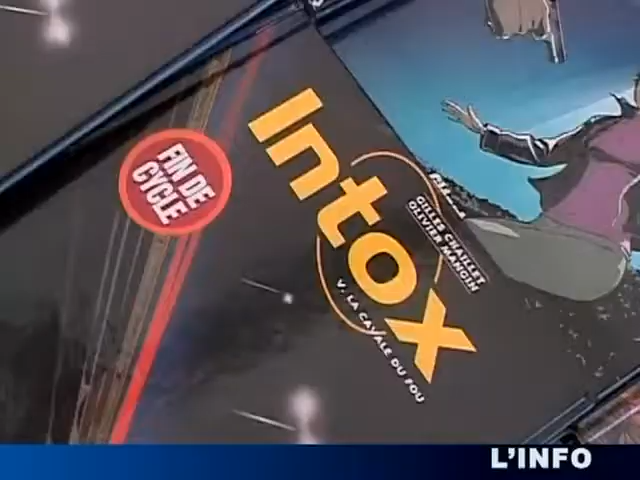 FIN DE
CYCLE
Intox
GILLES CHAILLET
OLIVIER MANGIN
V. LA CAVALE DU FOU
L'INFO